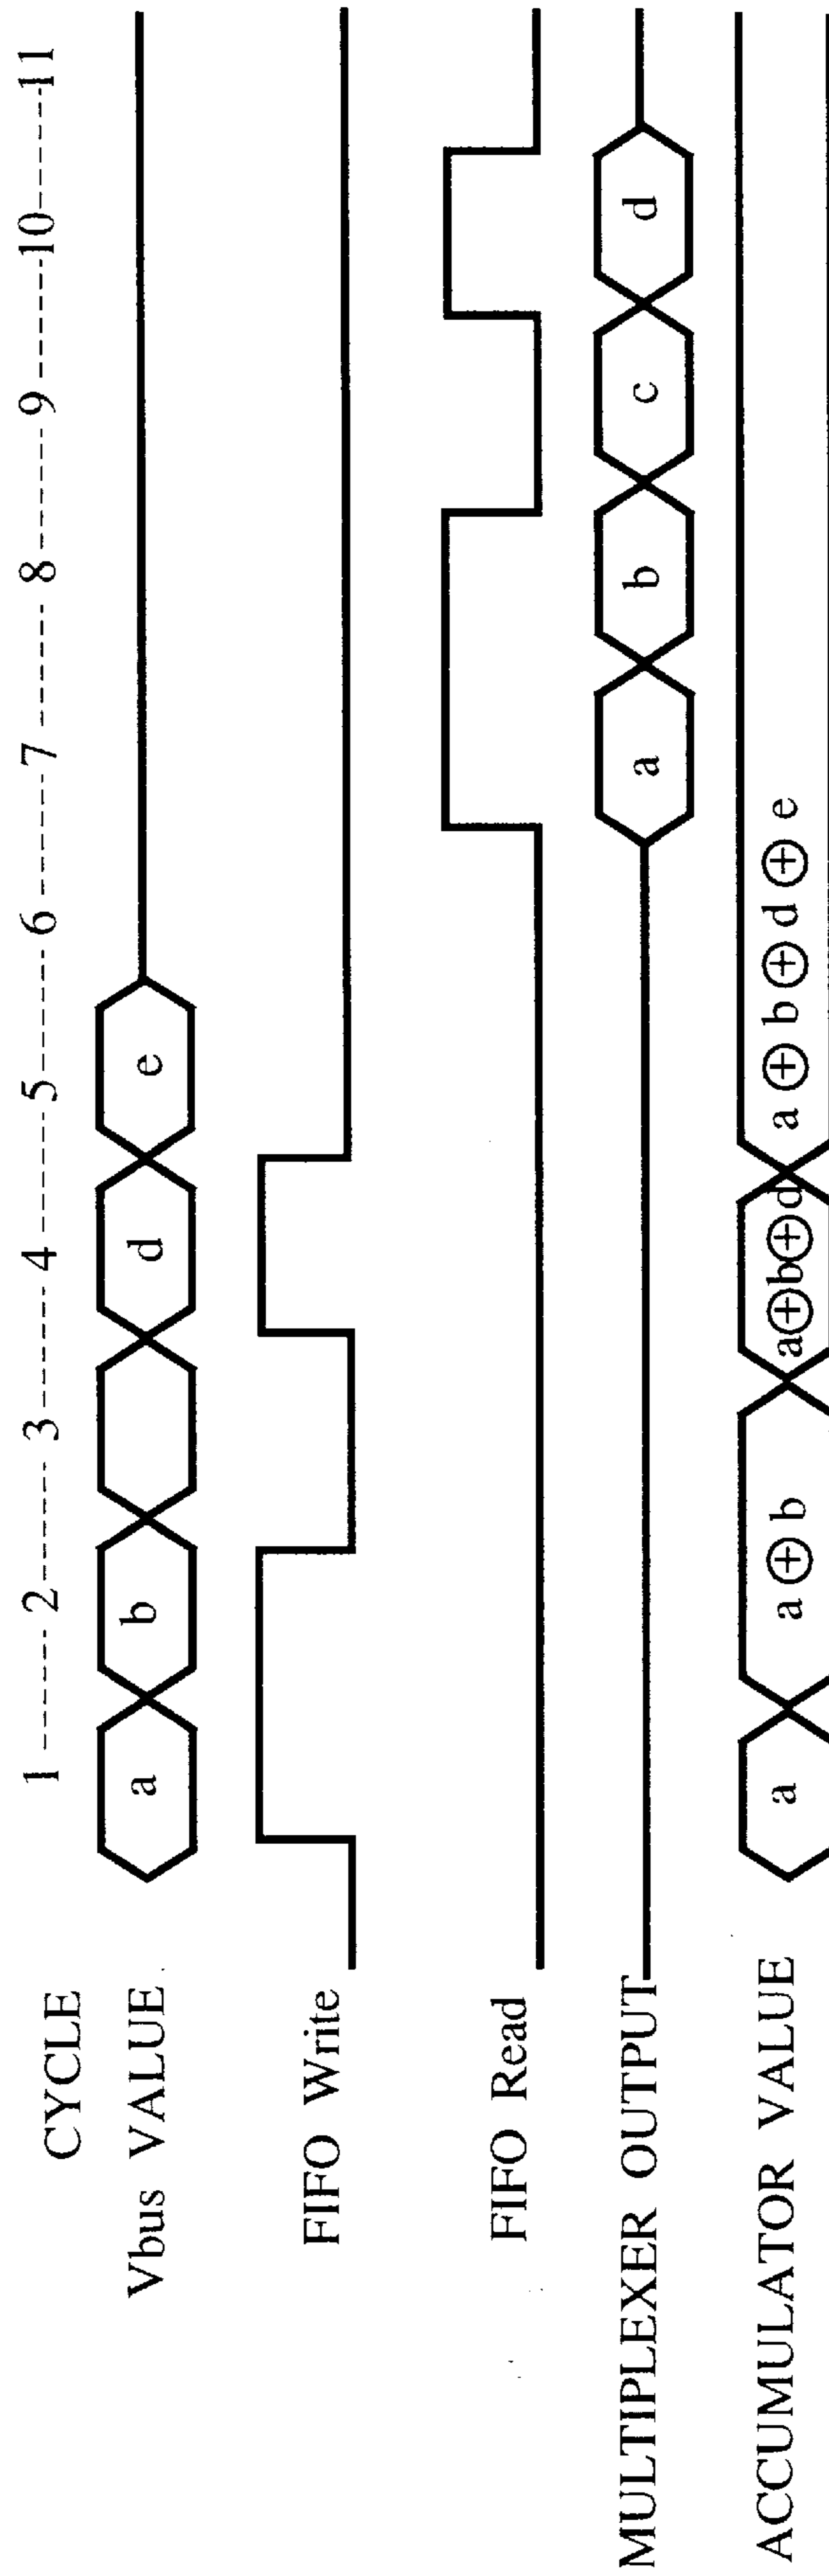 CYCLE 1 ------ 2 ------ 3 ------ 4 ------ 5 ------ 6 ------ 7 ------ 8 ------ 9 ------ 10 ------ 11
Vbus VALUE a b d e
FIFO Write
FIFO Read
MULTIPLEXER OUTPUT a b c d
ACCUMULATOR VALUE a a ⊕ b a⊕b⊕d a ⊕ b ⊕ d ⊕ e